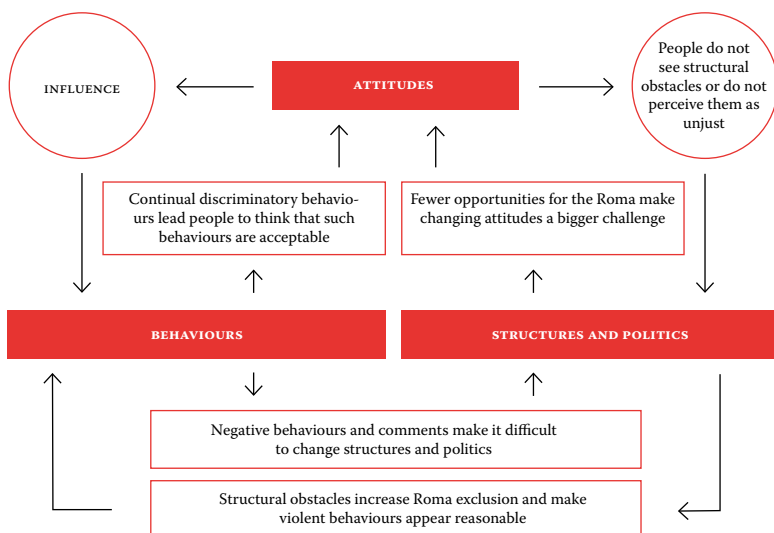 INFLUENCE
ATTITUDES
People do not
see structural
obstacles or do not
perceive them as
unjust
Continual discriminatory behavio-
urs lead people to think that such
behaviours are acceptable
Fewer opportunities for the Roma make
changing attitudes a bigger challenge
BEHAVIOURS
STRUCTURES AND POLITICS
Negative behaviours and comments make it difficult
to change structures and politics
Structural obstacles increase Roma exclusion and make
violent behaviours appear reasonable